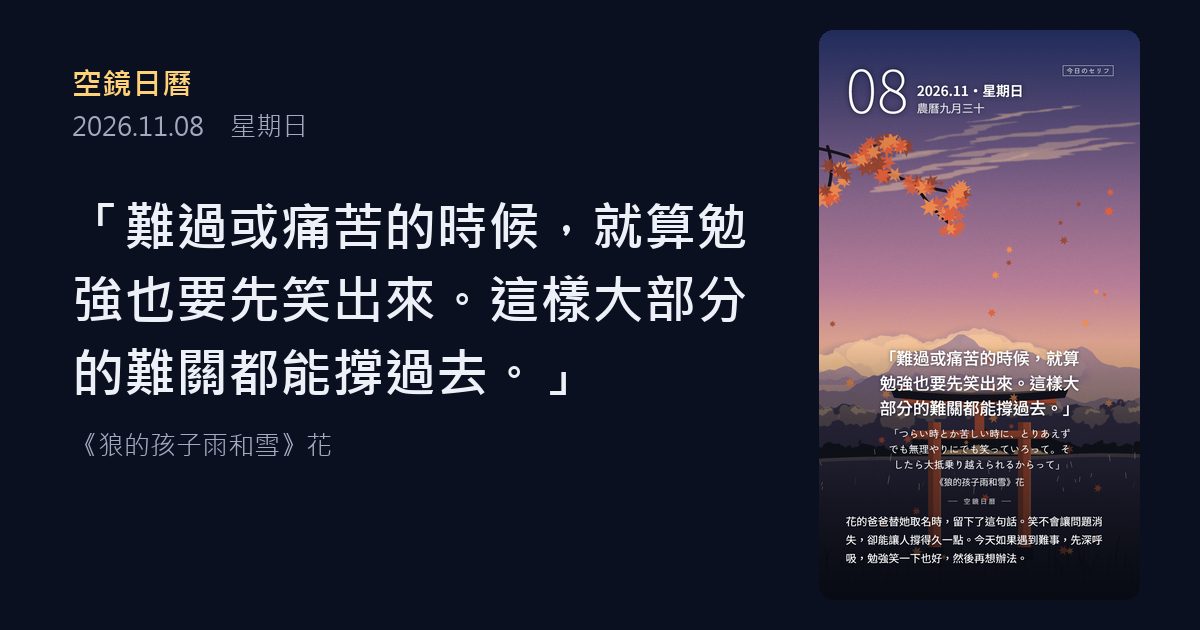 空鏡日曆
2026.11.08 星期日
「難過或痛苦的時候，就算勉
強也要先笑出來。這樣大部分
的難關都能撐過去。」
《狼的孩子雨和雪》花
今日のセリフ
08
2026.11・星期日
農曆九月三十
「難過或痛苦的時候，就算
勉強也要先笑出來。這樣大
部分的難關都能撐過去。」
「つらい時とか苦しい時に、とりあえず
でも無理やりにでも笑っていろって。そ
したら大抵乗り越えられるからって」
《狼的孩子雨和雪》花
— 空鏡日曆 —
花的爸爸替她取名時，留下了這句話。笑不會讓問題消
失，卻能讓人撐得久一點。今天如果遇到難事，先深呼
吸，勉強笑一下也好，然後再想辦法。